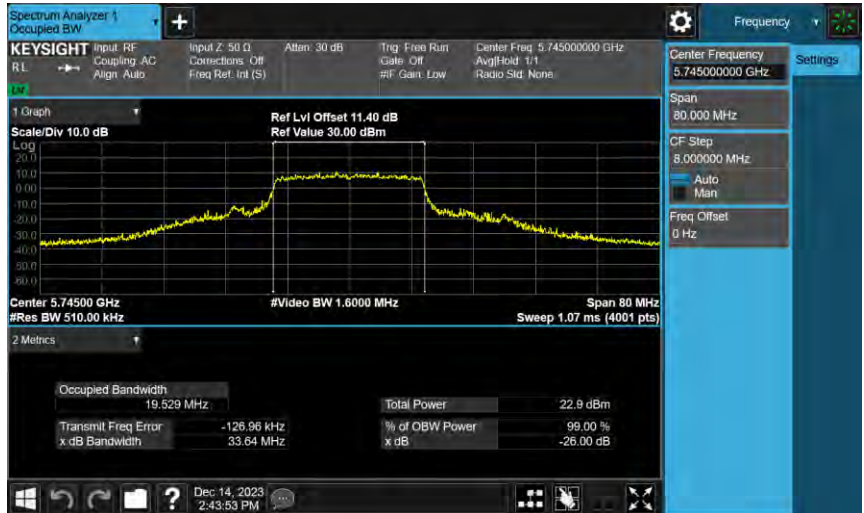 Spectrum Analyzer 1
Occupied BW
+
Frequency
KEYSIGHT
RL
Input: RF
Coupling: AC
Align: Auto
Input Z: 50 Ω
Corrections: Off
Freq Ref: Int (S)
Atten: 30 dB
Trig: Free Run
Gate: Off
#IF Gain: Low
Center Freq: 5.745000000 GHz
Avg|Hold: 1/1
Radio Std: None
Center Frequency
5.745000000 GHz
Settings
Span
80.000 MHz
CF Step
8.000000 MHz
Auto
Man
Freq Offset
0 Hz
1 Graph
Scale/Div 10.0 dB
Ref Lvl Offset 11.40 dB
Ref Value 30.00 dBm
Log
20.0
10.0
0.00
-10.0
-20.0
-30.0
-40.0
-50.0
-60.0
Center 5.74500 GHz
#Res BW 510.00 kHz
#Video BW 1.6000 MHz
Span 80 MHz
Sweep 1.07 ms (4001 pts)
2 Metrics
Occupied Bandwidth
19.529 MHz
Transmit Freq Error -126.96 kHz
x dB Bandwidth 33.64 MHz
Total Power 22.9 dBm
% of OBW Power 99.00 %
x dB -26.00 dB
?
Dec 14, 2023
2:43:53 PM